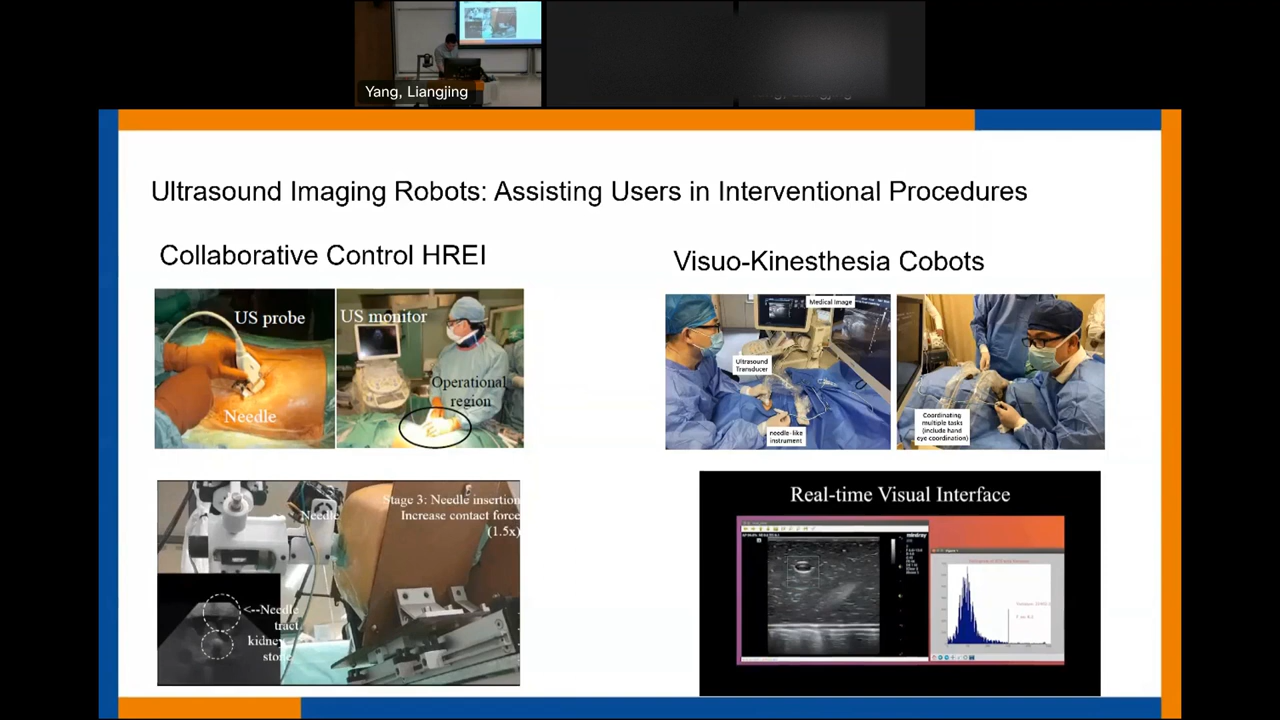 Yang, Liangjing
Ultrasound Imaging Robots: Assisting Users in Interventional Procedures
Collaborative Control HREI
Visuo-Kinesthesia Cobots
US probe
Needle
US monitor
Operational
region
Medical Image
Ultrasound
Transducer
needle-like
instrument
Coordinating
multiple tasks
(include hand
eye coordination)
Needle
Stage 3: Needle insertion
Increase contact force
(1.5x)
<--Needle
tract
kidney
stone
Real-time Visual Interface
mindray